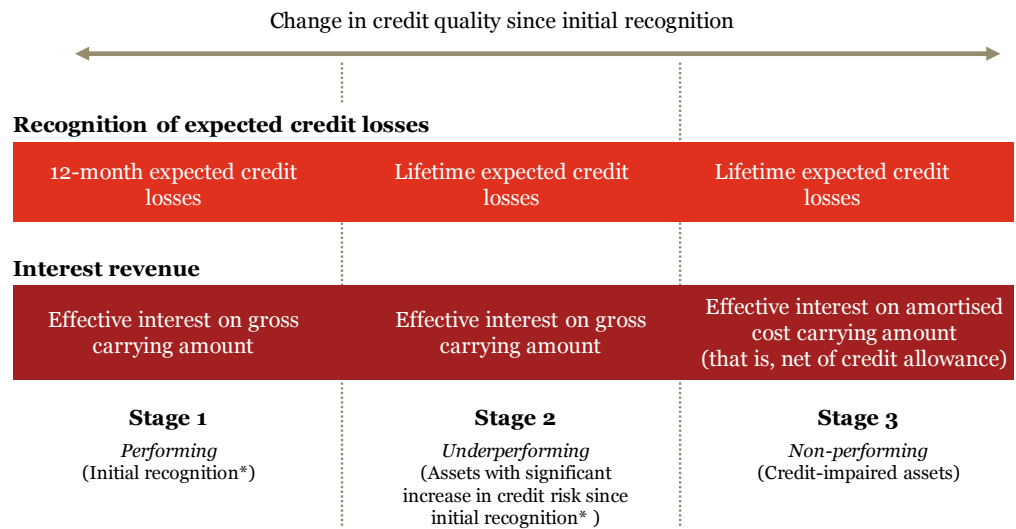 Change in credit quality since initial recognition
Recognition of expected credit losses
12-month expected credit
losses
Lifetime expected credit
losses
Lifetime expected credit
losses
Interest revenue
Effective interest on gross
carrying amount
Effective interest on gross
carrying amount
Effective interest on amortised
cost carrying amount
(that is, net of credit allowance)
Stage 1
Performing
(Initial recognition*)
Stage 2
Underperforming
(Assets with significant
increase in credit risk since
initial recognition* )
Stage 3
Non-performing
(Credit-impaired assets)